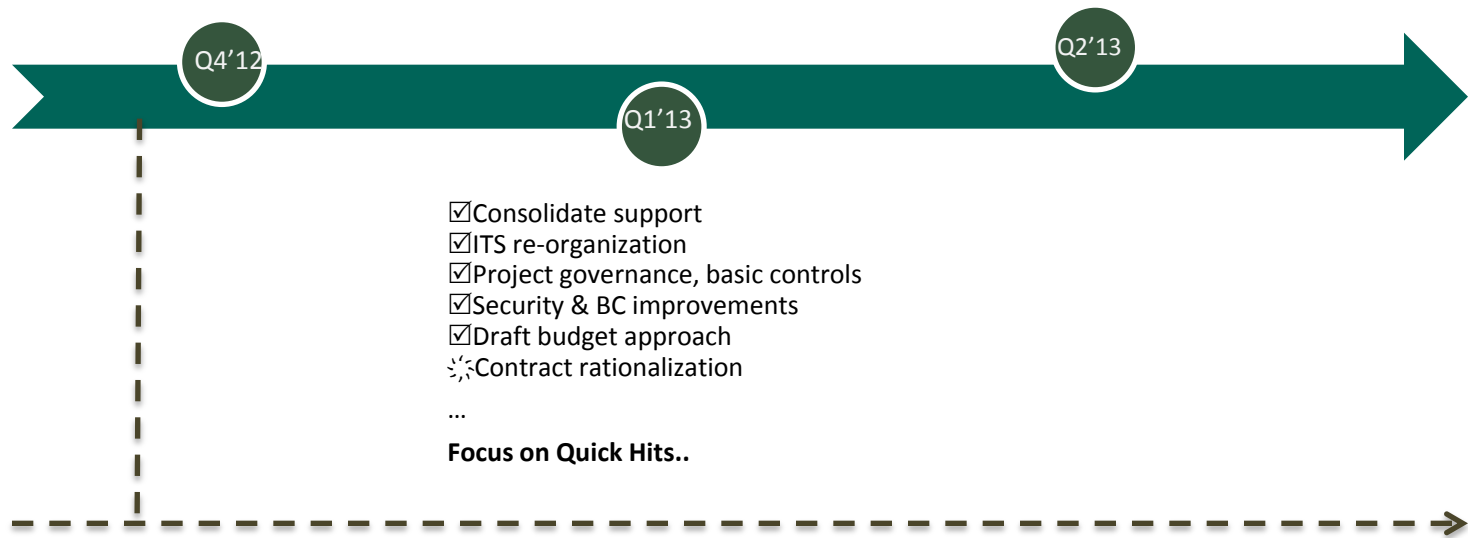 Q4’12
Q2’13
Q1’13
☑Consolidate support
☑ITS re-organization
☑Project governance, basic controls
☑Security & BC improvements
☑Draft budget approach
Contract rationalization
…
Focus on Quick Hits..